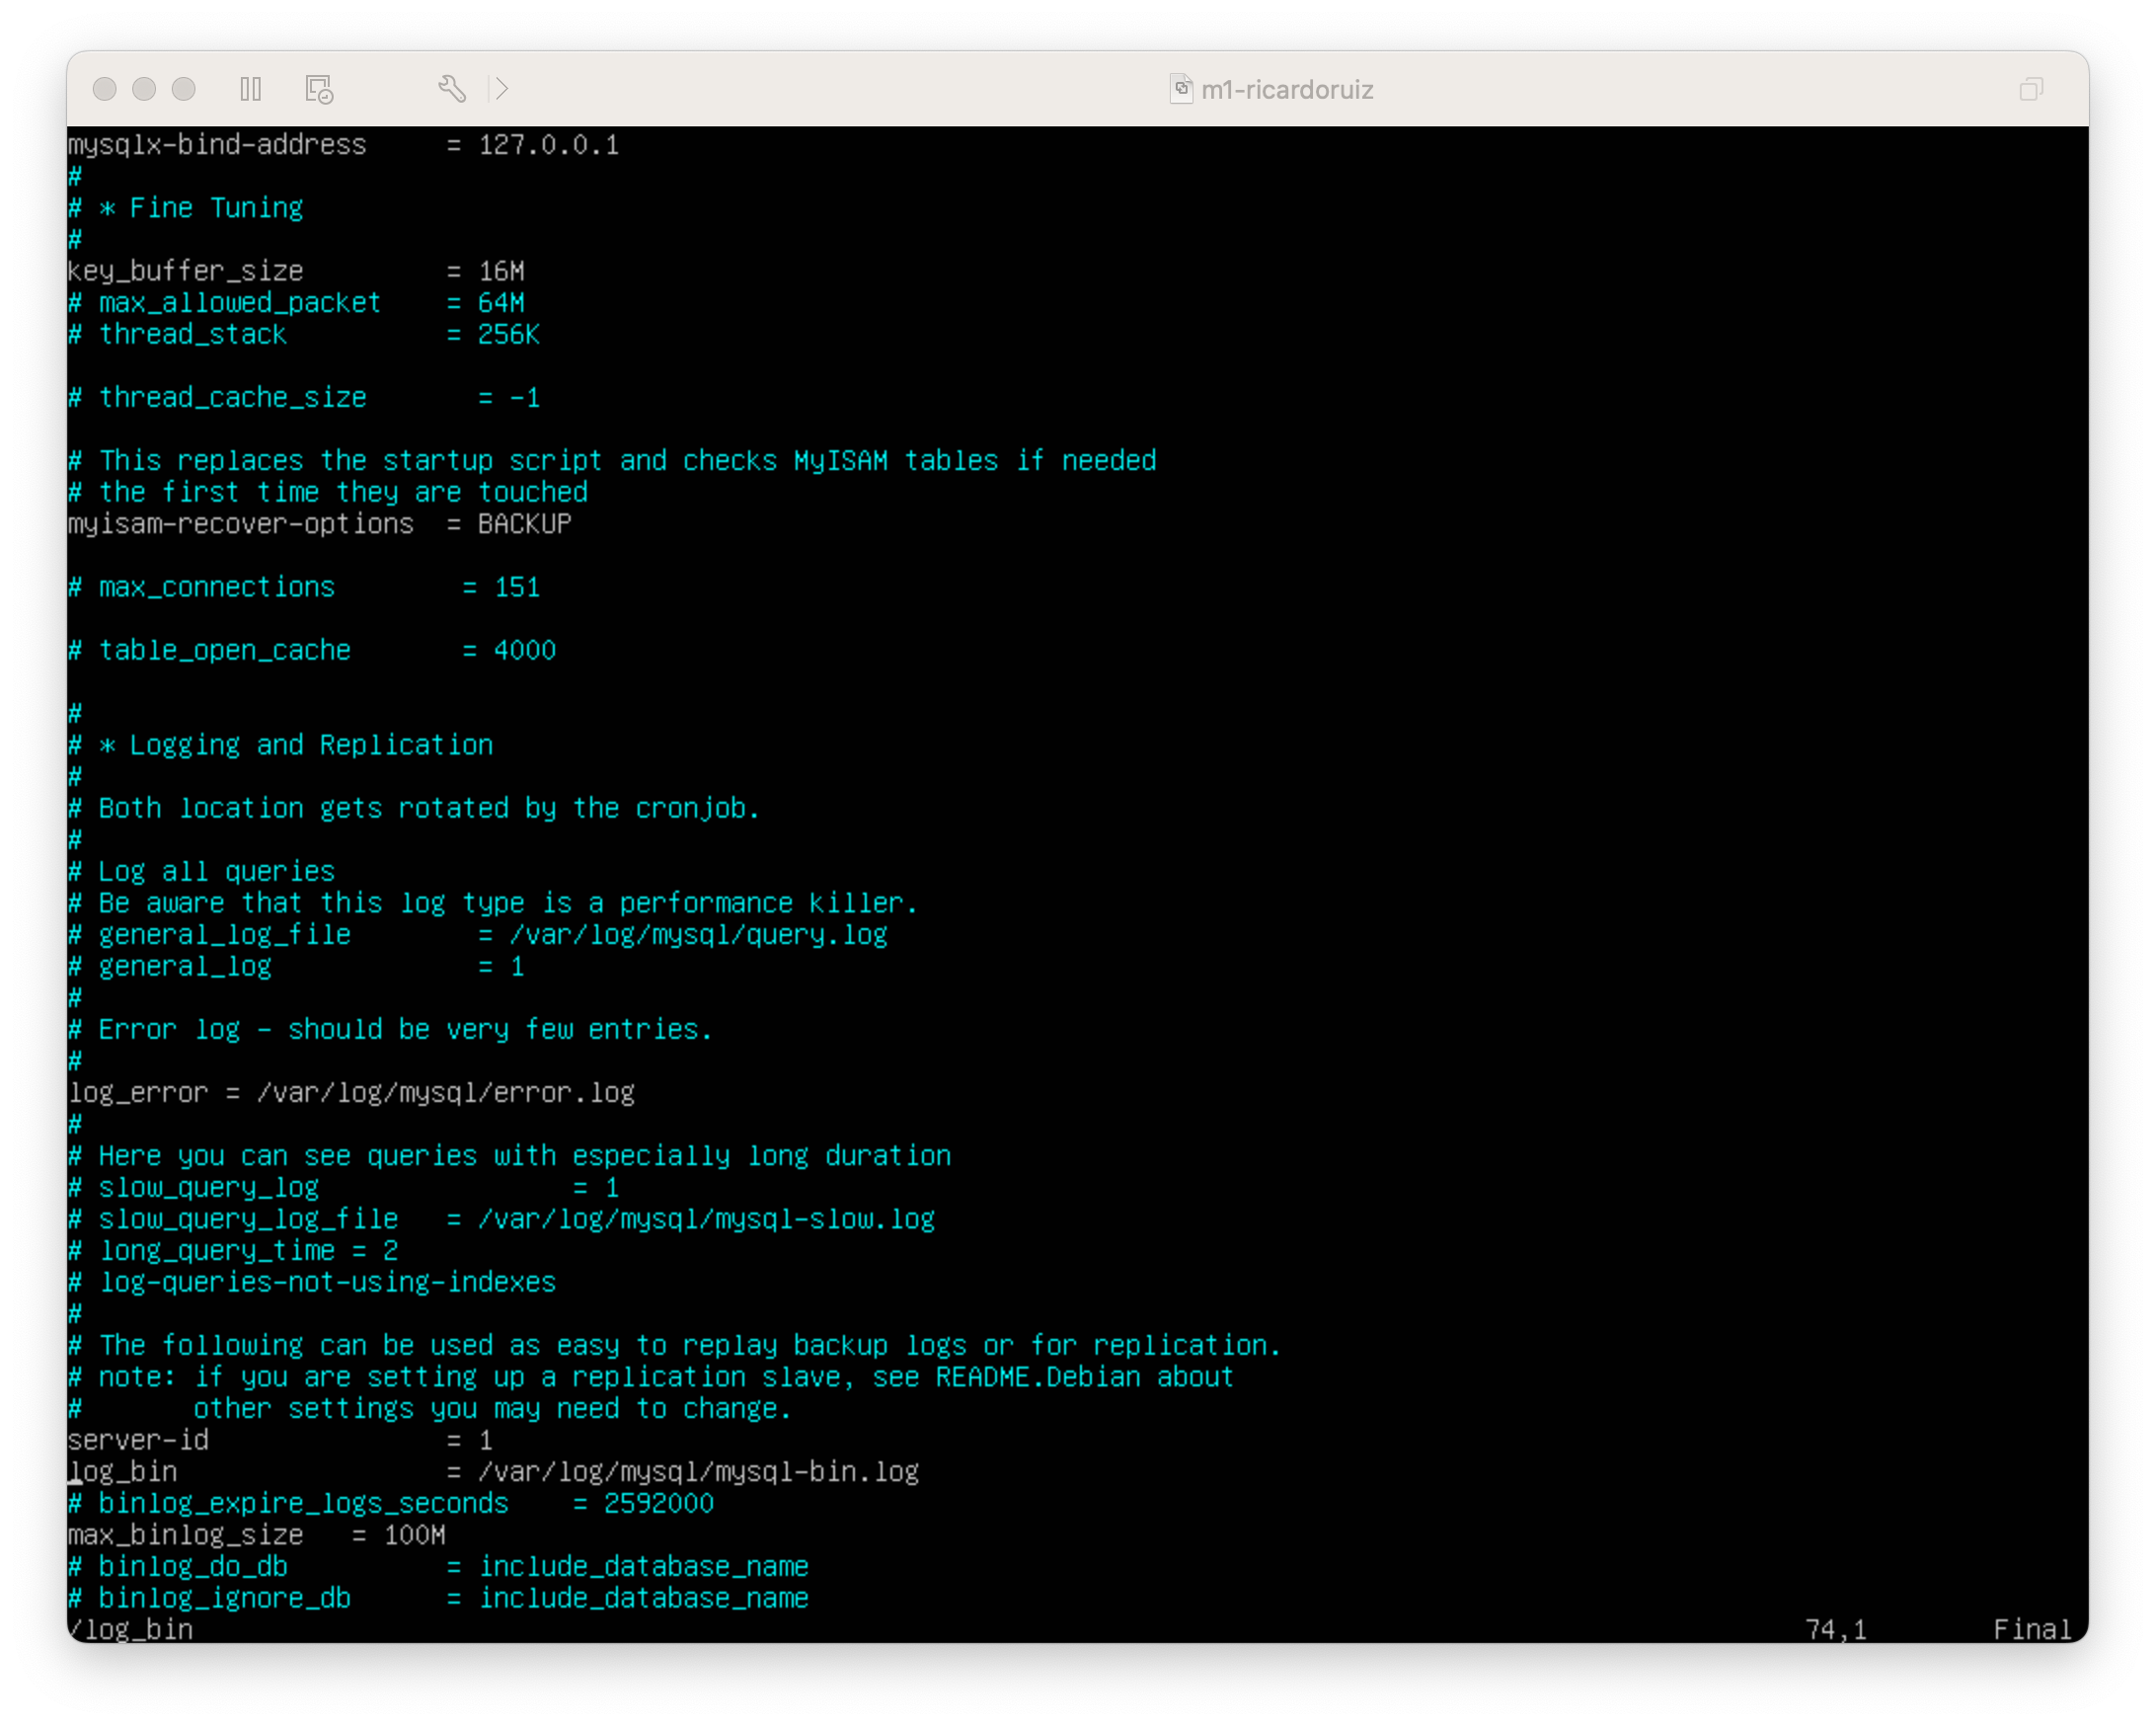 m1-ricardoruiz
mysqlx-bind-address     = 127.0.0.1
#
# * Fine Tuning
#
key_buffer_size         = 16M
# max_allowed_packet    = 64M
# thread_stack          = 256K
# thread_cache_size       = -1
# This replaces the startup script and checks MyISAM tables if needed
# the first time they are touched
myisam-recover-options  = BACKUP
# max_connections        = 151
# table_open_cache       = 4000
#
# * Logging and Replication
#
# Both location gets rotated by the cronjob.
#
# Log all queries
# Be aware that this log type is a performance killer.
# general_log_file        = /var/log/mysql/query.log
# general_log             = 1
#
# Error log - should be very few entries.
#
log_error = /var/log/mysql/error.log
#
# Here you can see queries with especially long duration
# slow_query_log                = 1
# slow_query_log_file   = /var/log/mysql/mysql-slow.log
# long_query_time = 2
# log-queries-not-using-indexes
#
# The following can be used as easy to replay backup logs or for replication.
# note: if you are setting up a replication slave, see README.Debian about
#       other settings you may need to change.
server-id               = 1
log_bin                 = /var/log/mysql/mysql-bin.log
# binlog_expire_logs_seconds    = 2592000
max_binlog_size   = 100M
# binlog_do_db          = include_database_name
# binlog_ignore_db      = include_database_name
/log_bin 74,1 Final